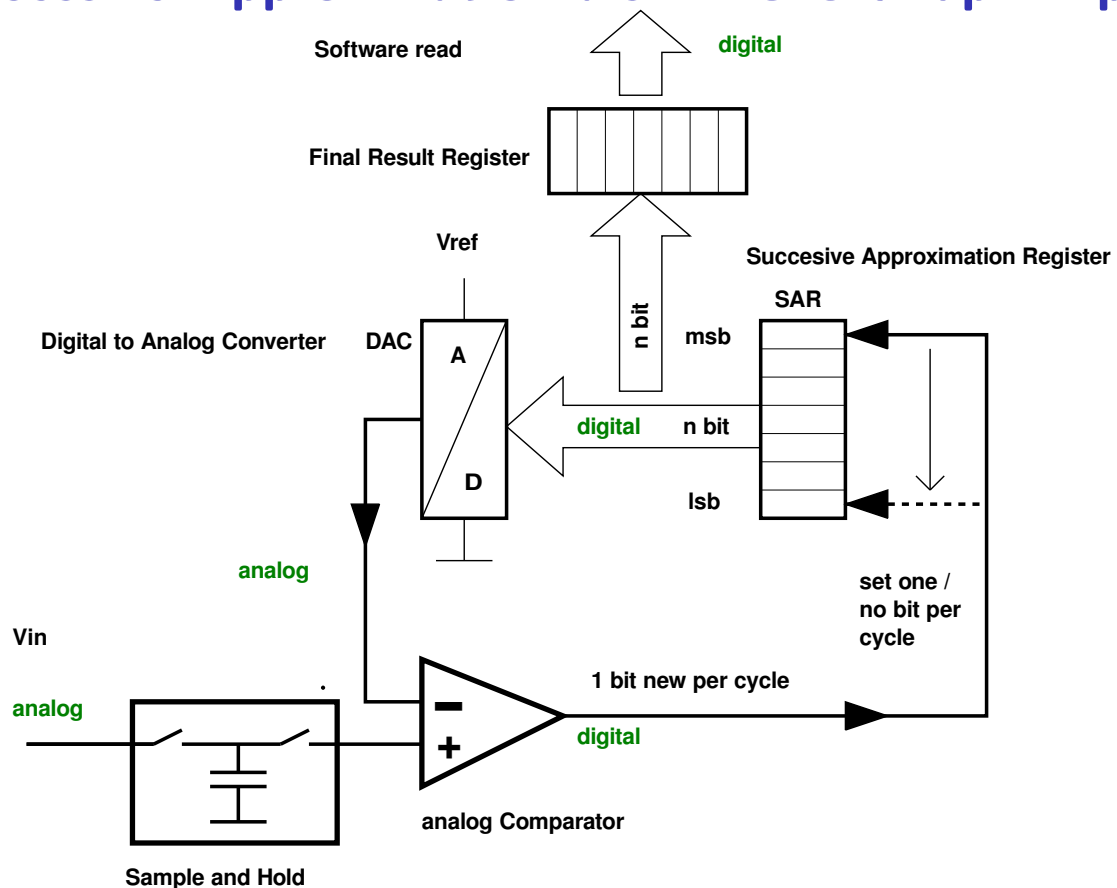 Software read
digital
Final Result Register
Vref
n bit
Succesive Approximation Register
SAR
Digital to Analog Converter
DAC
A
D
msb
digital
n bit
lsb
analog
set one /
no bit per
cycle
Vin
analog
1 bit new per cycle
digital
−
+
analog Comparator
Sample and Hold